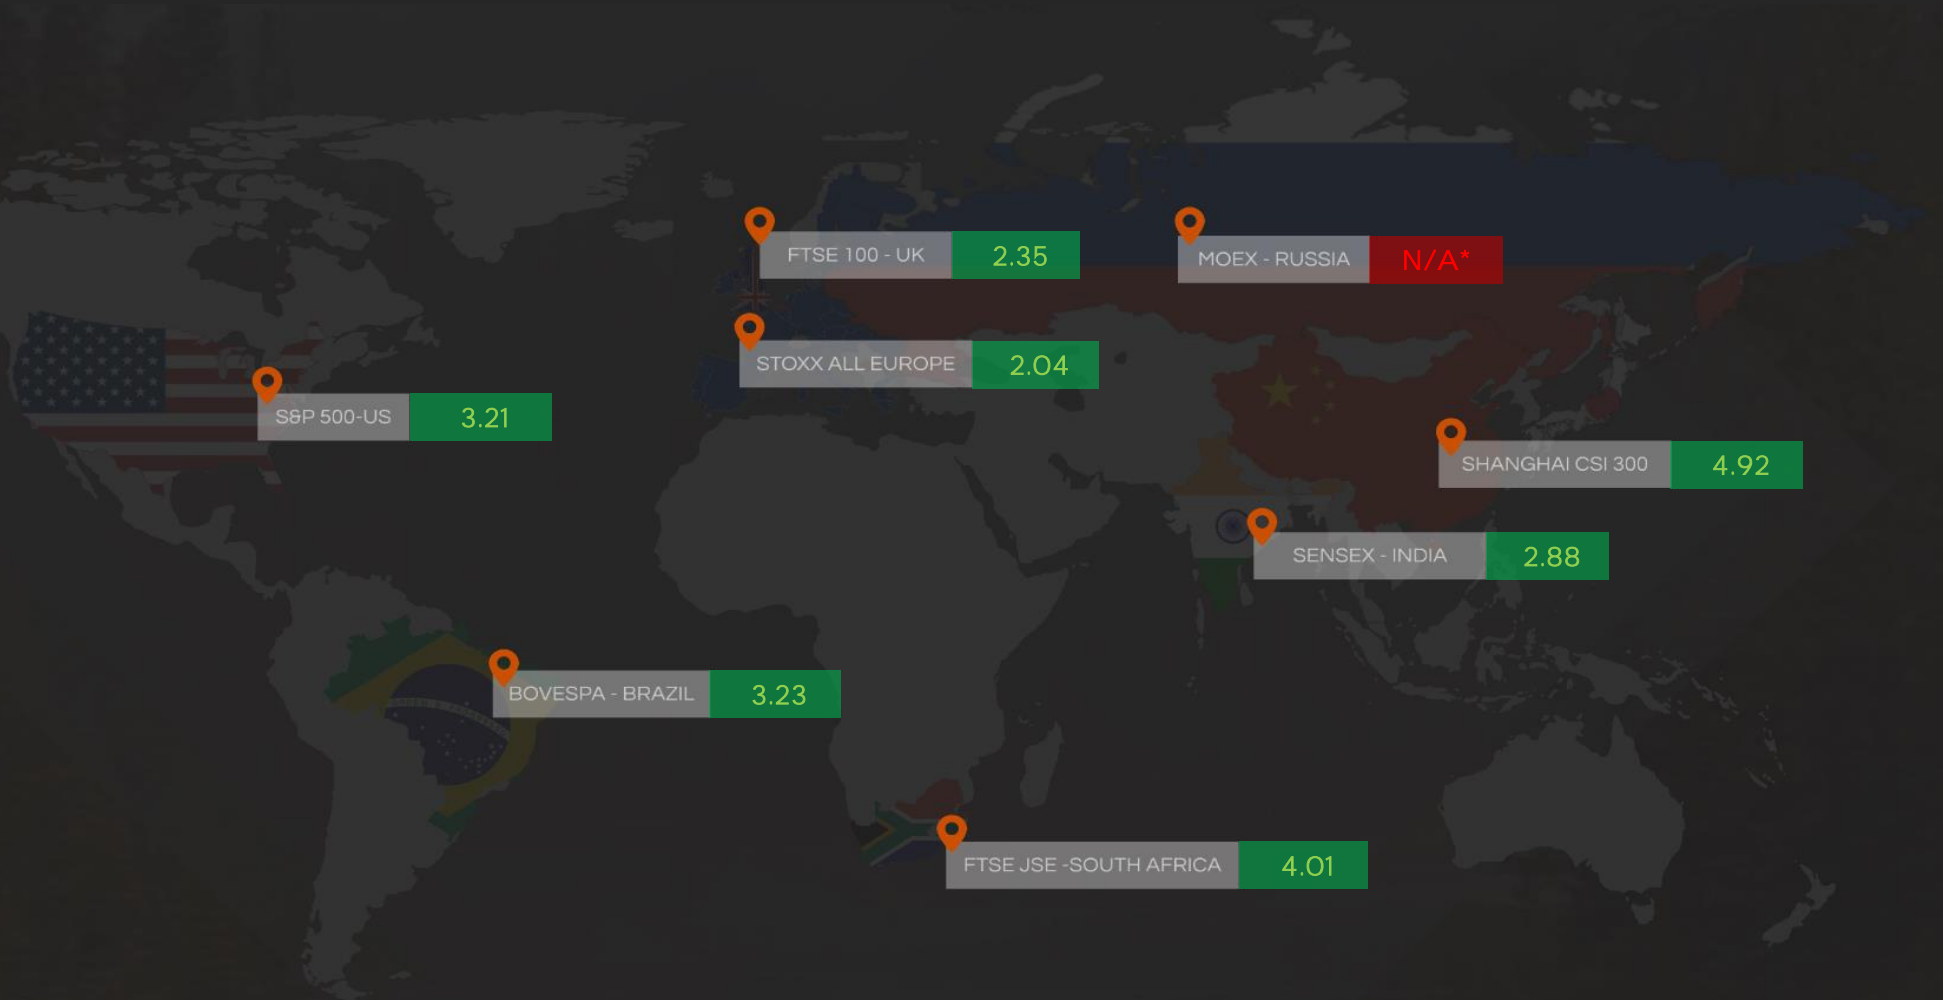 FTSE 100 - UK 2.35
MOEX - RUSSIA N/A*
STOXX ALL EUROPE 2.04
S&P 500-US 3.21
SHANGHAI CSI 300 4.92
SENSEX - INDIA 2.88
BOVESPA - BRAZIL 3.23
FTSE JSE -SOUTH AFRICA 4.01